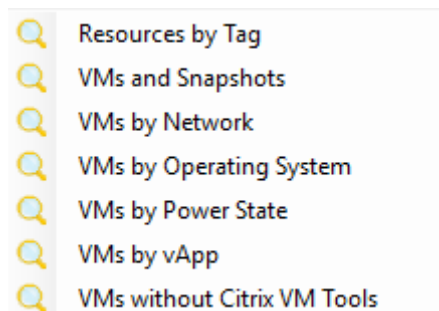 Resources by Tag
VMs and Snapshots
VMs by Network
VMs by Operating System
VMs by Power State
VMs by vApp
VMs without Citrix VM Tools